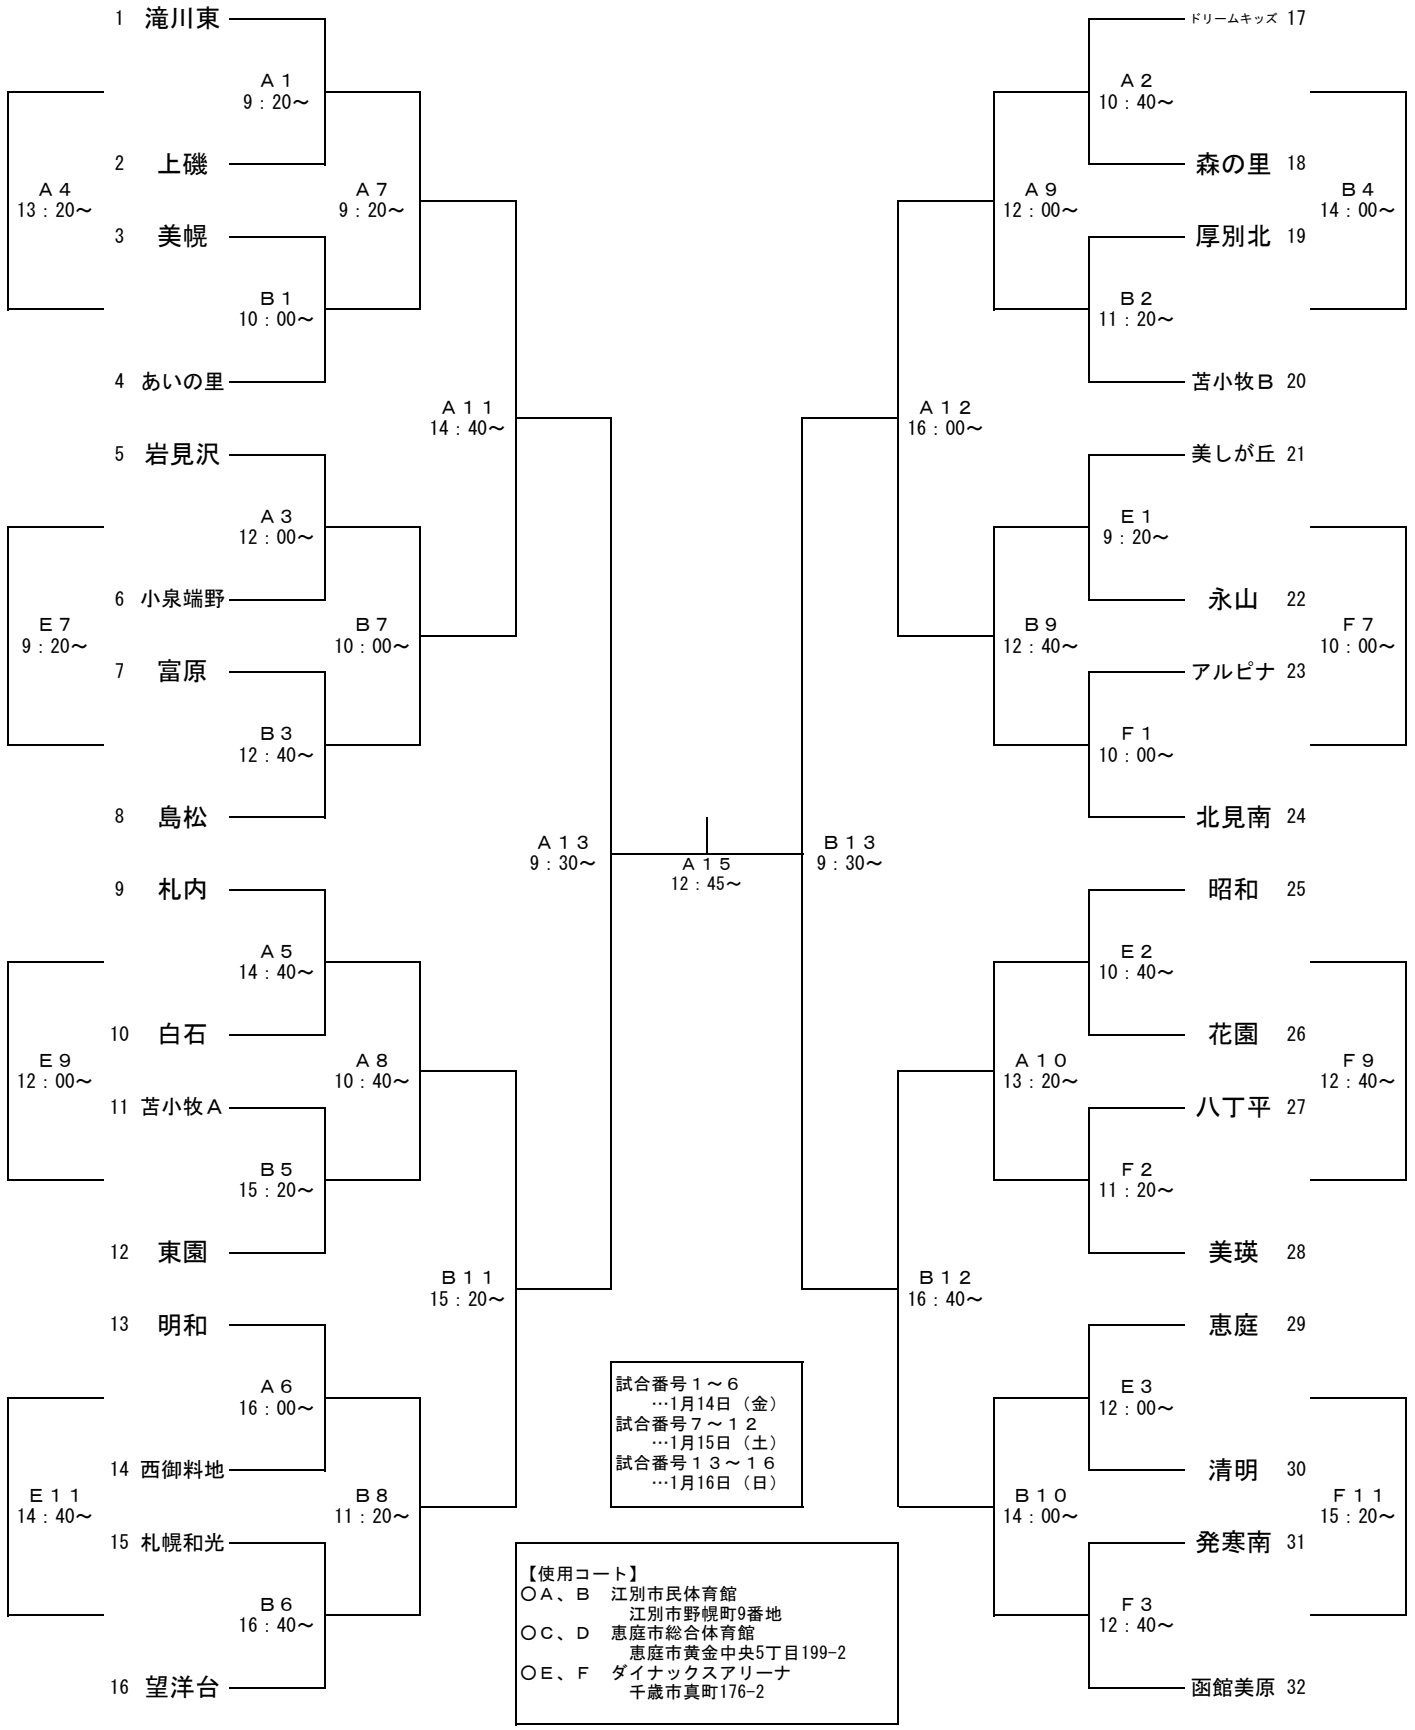 1 滝川東
ドリームキッズ 17
Ａ１
9：20～
Ａ２
10：40～
2 上磯
森の里 18
Ａ４
13：20～
Ａ７
9：20～
Ａ９
12：00～
Ｂ４
14：00～
3 美幌
厚別北 19
Ｂ１
10：00～
Ｂ２
11：20～
4 あいの里
苫小牧Ｂ 20
Ａ１１
14：40～
Ａ１２
16：00～
5 岩見沢
美しが丘 21
Ａ３
12：00～
Ｅ１
9：20～
6 小泉端野
永山 22
Ｅ７
9：20～
Ｂ７
10：00～
Ｂ９
12：40～
Ｆ７
10：00～
7 富原
アルピナ 23
Ｂ３
12：40～
Ｆ１
10：00～
8 島松
北見南 24
Ａ１３
9：30～
Ａ１５
12：45～
Ｂ１３
9：30～
9 札内
昭和 25
Ａ５
14：40～
Ｅ２
10：40～
10 白石
花園 26
Ｅ９
12：00～
Ａ８
10：40～
Ａ１０
13：20～
Ｆ９
12：40～
11 苫小牧Ａ
八丁平 27
Ｂ５
15：20～
Ｆ２
11：20～
12 東園
美瑛 28
Ｂ１１
15：20～
Ｂ１２
16：40～
13 明和
恵庭 29
Ａ６
16：00～
Ｅ３
12：00～
14 西御料地
清明 30
Ｅ１１
14：40～
Ｂ８
11：20～
Ｂ１０
14：00～
Ｆ１１
15：20～
15 札幌和光
発寒南 31
Ｂ６
16：40～
Ｆ３
12：40～
16 望洋台
函館美原 32
試合番号１～６
…1月14日（金）
試合番号７～１２
…1月15日（土）
試合番号１３～１６
…1月16日（日）
【使用コート】
〇Ａ、Ｂ　江別市民体育館
江別市野幌町9番地
〇Ｃ、Ｄ　恵庭市総合体育館
恵庭市黄金中央5丁目199-2
〇Ｅ、Ｆ　ダイナックスアリーナ
千歳市真町176-2